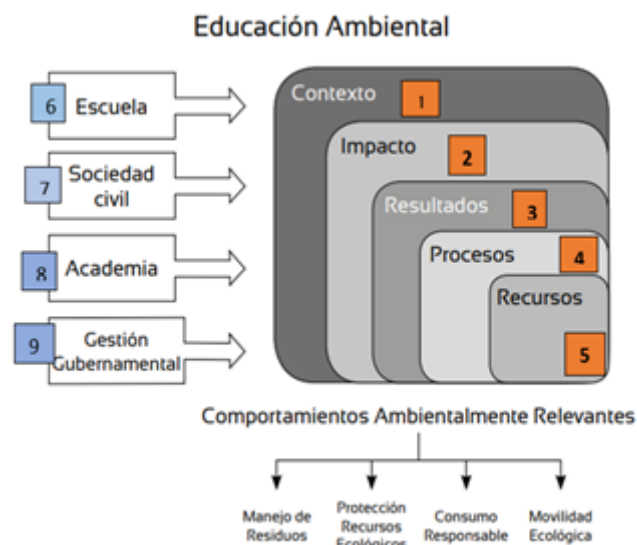 Educación Ambiental
6
Escuela
7
Sociedad
civil
8
Academia
9
Gestión
Gubernamental
Contexto
1
Impacto
2
Resultados
3
Procesos
4
Recursos
5
Comportamientos Ambientalmente Relevantes
Manejo de
Residuos
Protección
Recursos
Ecológicos
Consumo
Responsable
Movilidad
Ecológica